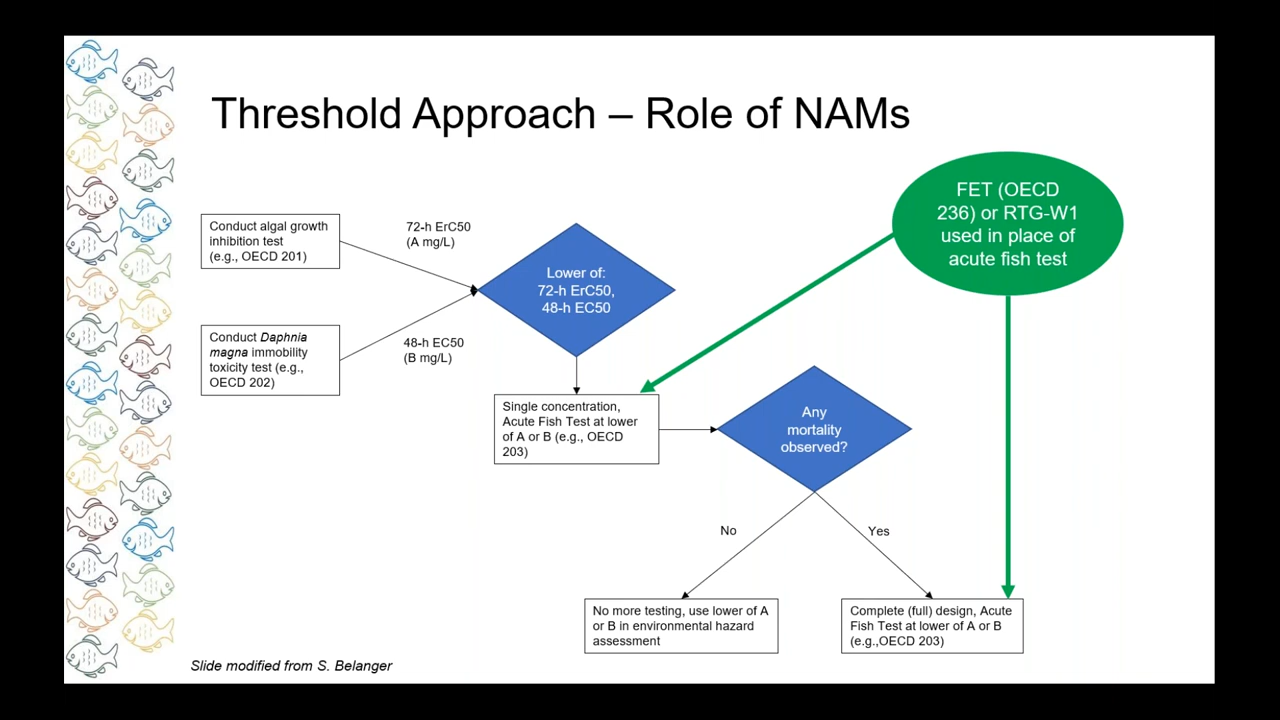 Threshold Approach – Role of NAMs
FET (OECD
236) or RTG-W1
used in place of
acute fish test
Conduct algal growth
inhibition test
(e.g., OECD 201)
72-h ErC50
(A mg/L)
Lower of:
72-h ErC50,
48-h EC50
Conduct Daphnia
magna immobility
toxicity test (e.g.,
OECD 202)
48-h EC50
(B mg/L)
Single concentration,
Acute Fish Test at lower
of A or B (e.g., OECD
203)
Any
mortality
observed?
No
Yes
No more testing, use lower of A
or B in environmental hazard
assessment
Complete (full) design, Acute
Fish Test at lower of A or B
(e.g.,OECD 203)
Slide modified from S. Belanger